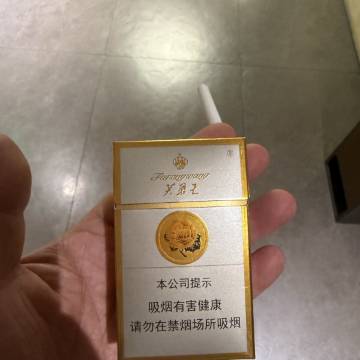 Furongwang
芙蓉王
本公司提示
吸烟有害健康
请勿在禁烟场所吸烟